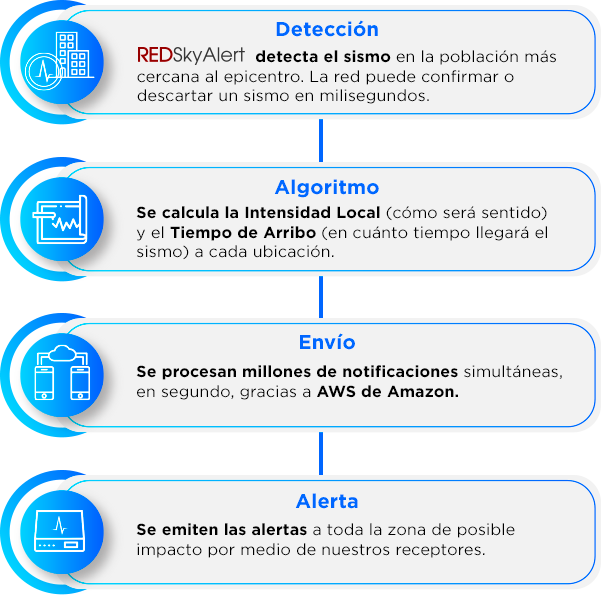 Detección
REDSkyAlert detecta el sismo en la población más
cercana al epicentro. La red puede confirmar o
descartar un sismo en milisegundos.
Algoritmo
Se calcula la Intensidad Local (cómo será sentido)
y el Tiempo de Arribo (en cuánto tiempo llegará el
sismo) a cada ubicación.
Envío
Se procesan millones de notificaciones simultáneas,
en segundo, gracias a AWS de Amazon.
Alerta
Se emiten las alertas a toda la zona de posible
impacto por medio de nuestros receptores.